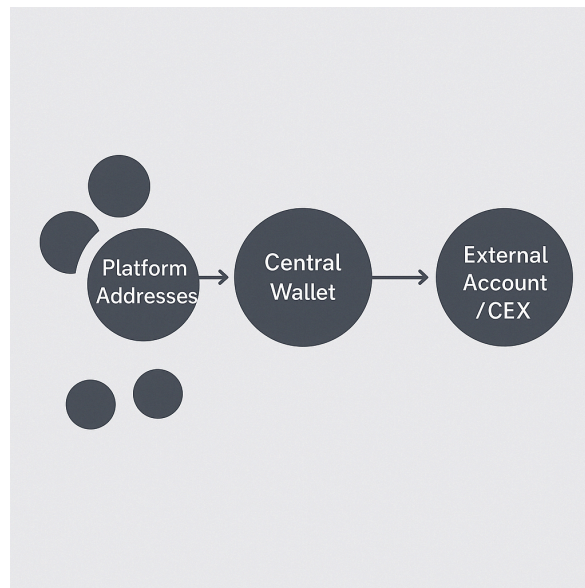 Platform
Addresses
Central
Wallet
External
Account
/CEX